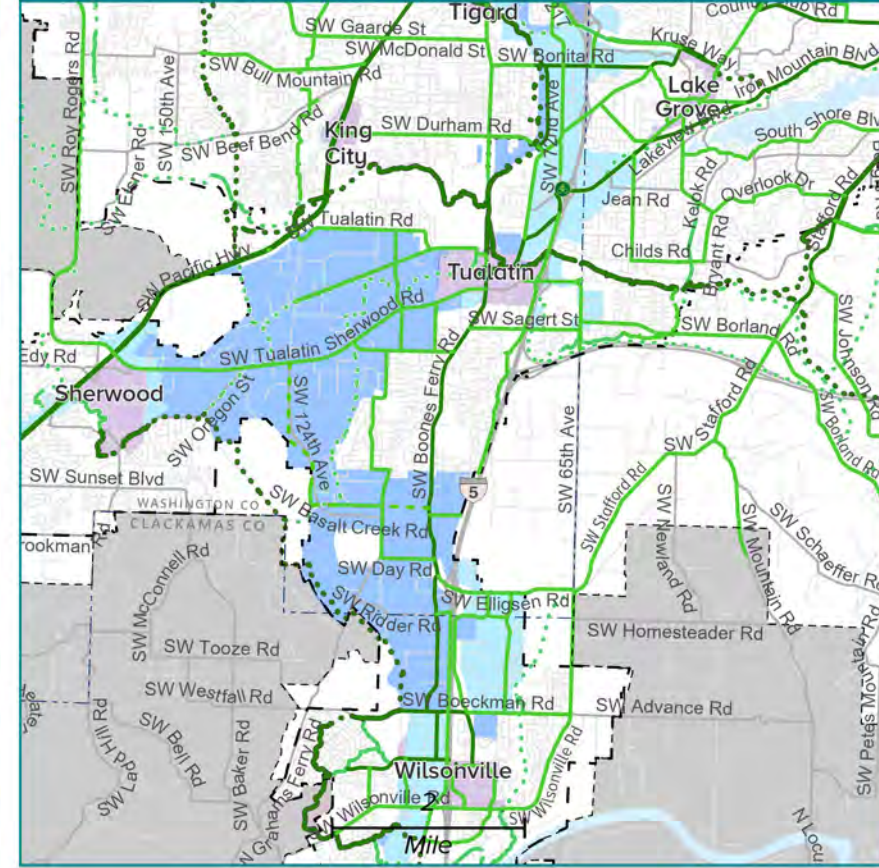 Tigard
217
Country Club Rd
SW Gaarde St
SW McDonald St
SW Bonita Rd
Kruse Way
SW Bull Mountain Rd
Lake
Grove
Iron Mountain Blvd
SW Roy Rogers Rd
SW 150th Ave
SW Elsner Rd
SW Beef Bend Rd
King
City
SW Durham Rd
SW 72nd Ave
Lakeview Blvd
South Shore Blv
Kelok Rd
Overlook Dr
Jean Rd
Stafford Rd
SW Tualatin Rd
Childs Rd
Bryant Rd
SW Pacific Hwy
Tualatin
SW Tualatin Sherwood Rd
SW Sagert St
SW Borland Rd
SW Johnson Rd
Edy Rd
Sherwood
SW Oregon St
SW 124th Ave
SW Boones Ferry Rd
SW 65th Ave
SW Stafford Rd
SW Borland Rd
SW Sunset Blvd
5
WASHINGTON CO
CLACKAMAS CO
SW Basalt Creek Rd
SW Stafford Rd
SW Newland Rd
SW Mountain Rd
SW Schaeffer Rd
rookman Rd
SW McConnell Rd
SW Day Rd
SW Elligsen Rd
SW Ridder Rd
SW Homesteader Rd
SW Tooze Rd
SW Westfall Rd
SW Boeckman Rd
SW Advance Rd
SW Petes Mountain Rd
SW Bell Rd
SW Baker Rd
N Grahams Ferry Rd
Wilsonville
SW Wilsonville Rd
SW Wilsonville Rd
2
Mile
N Locu